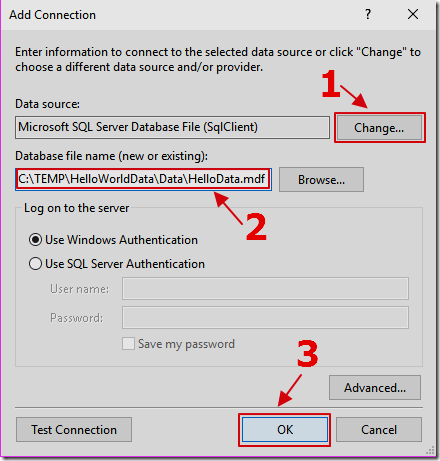 Add Connection
? ×
Enter information to connect to the selected data source or click "Change" to
choose a different data source and/or provider.
1
Data source:
Microsoft SQL Server Database File (SqlClient)
Change...
Database file name (new or existing):
C:\TEMP\HelloWorldData\Data\HelloData.mdf
Browse...
2
Log on to the server
Use Windows Authentication
Use SQL Server Authentication
User name:
Password:
Save my password
3
Advanced...
Test Connection
OK
Cancel